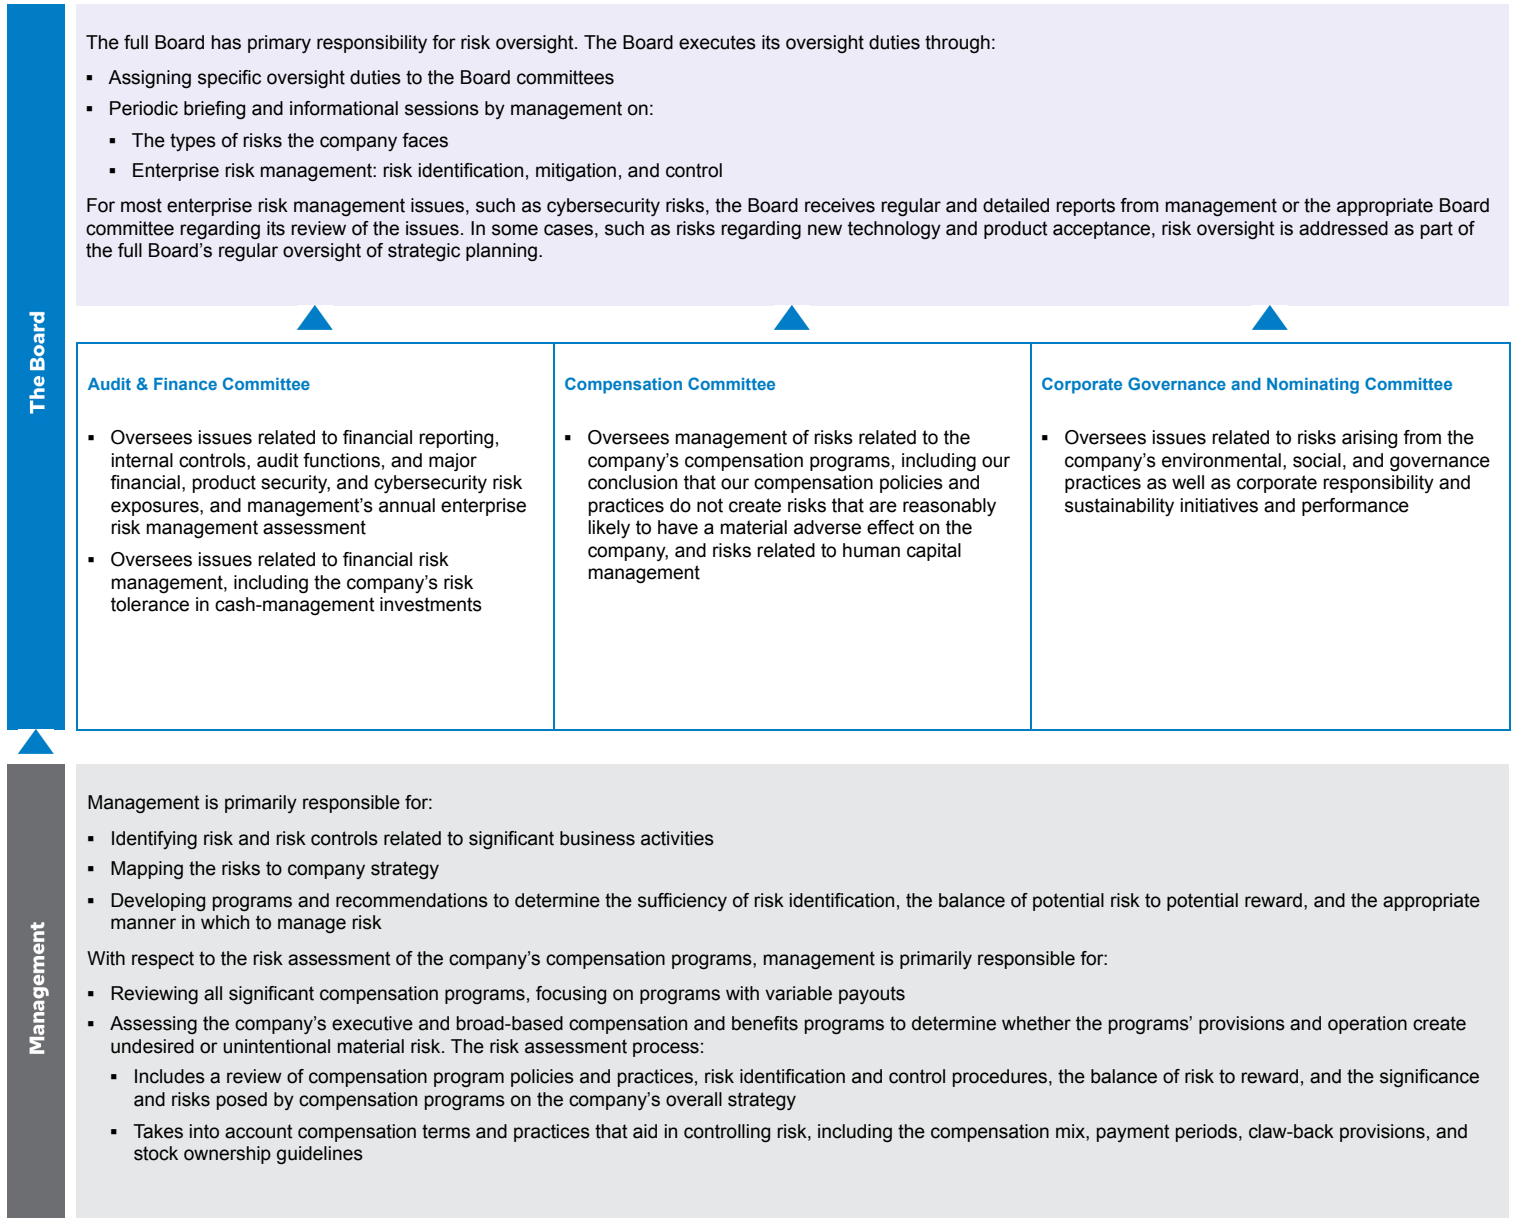 The Board
The full Board has primary responsibility for risk oversight. The Board executes its oversight duties through:
▪ Assigning specific oversight duties to the Board committees
▪ Periodic briefing and informational sessions by management on:
▪ The types of risks the company faces
▪ Enterprise risk management: risk identification, mitigation, and control
For most enterprise risk management issues, such as cybersecurity risks, the Board receives regular and detailed reports from management or the appropriate Board
committee regarding its review of the issues. In some cases, such as risks regarding new technology and product acceptance, risk oversight is addressed as part of
the full Board’s regular oversight of strategic planning.
Audit & Finance Committee
▪ Oversees issues related to financial reporting,
internal controls, audit functions, and major
financial, product security, and cybersecurity risk
exposures, and management’s annual enterprise
risk management assessment
▪ Oversees issues related to financial risk
management, including the company’s risk
tolerance in cash-management investments
Compensation Committee
▪ Oversees management of risks related to the
company’s compensation programs, including our
conclusion that our compensation policies and
practices do not create risks that are reasonably
likely to have a material adverse effect on the
company, and risks related to human capital
management
Corporate Governance and Nominating Committee
▪ Oversees issues related to risks arising from the
company’s environmental, social, and governance
practices as well as corporate responsibility and
sustainability initiatives and performance
Management
Management is primarily responsible for:
▪ Identifying risk and risk controls related to significant business activities
▪ Mapping the risks to company strategy
▪ Developing programs and recommendations to determine the sufficiency of risk identification, the balance of potential risk to potential reward, and the appropriate
manner in which to manage risk
With respect to the risk assessment of the company’s compensation programs, management is primarily responsible for:
▪ Reviewing all significant compensation programs, focusing on programs with variable payouts
▪ Assessing the company’s executive and broad-based compensation and benefits programs to determine whether the programs’ provisions and operation create
undesired or unintentional material risk. The risk assessment process:
▪ Includes a review of compensation program policies and practices, risk identification and control procedures, the balance of risk to reward, and the significance
and risks posed by compensation programs on the company’s overall strategy
▪ Takes into account compensation terms and practices that aid in controlling risk, including the compensation mix, payment periods, claw-back provisions, and
stock ownership guidelines